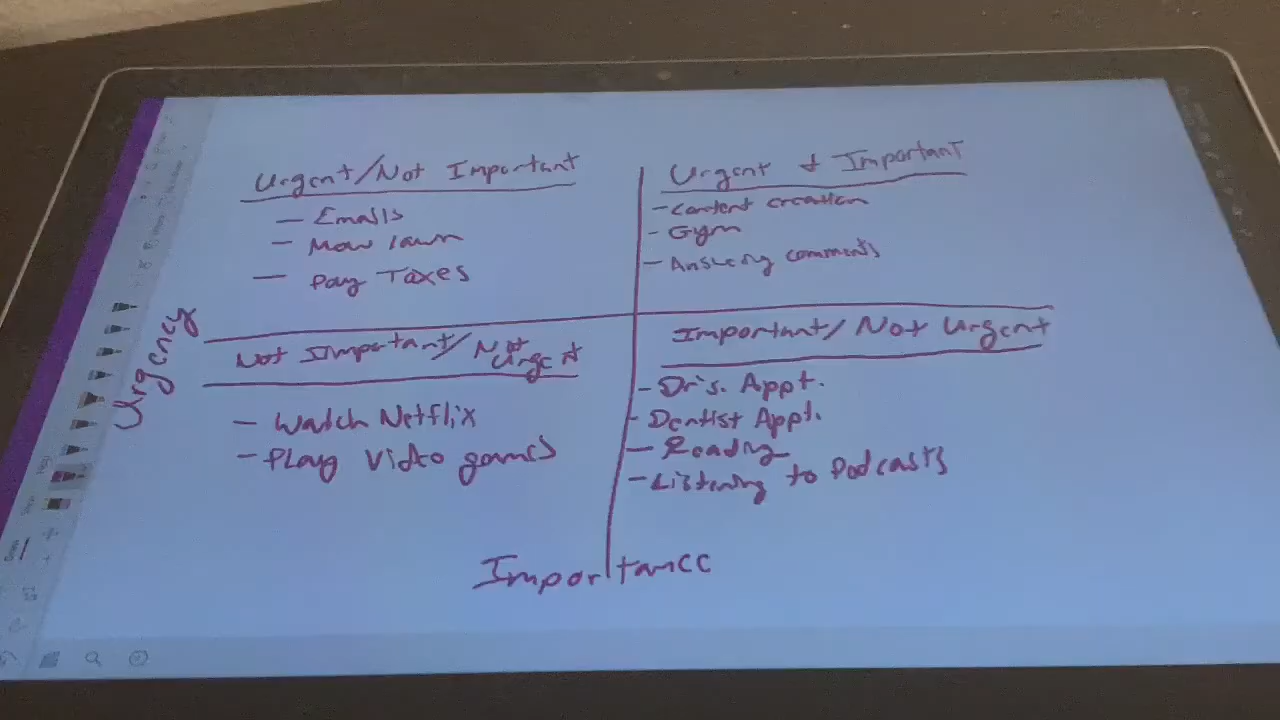 Urgent/Not Important
- Emails
- Mow lawn
- Pay Taxes
Urgent & Important
- Content creation
- Gym
- Answering comments
Urgency
Not Important/Not Urgent
- Watch Netflix
- Play Video games
Important/Not Urgent
- Dr's. Appt.
- Dentist Appt.
- Reading
- Listening to Podcasts
Importance